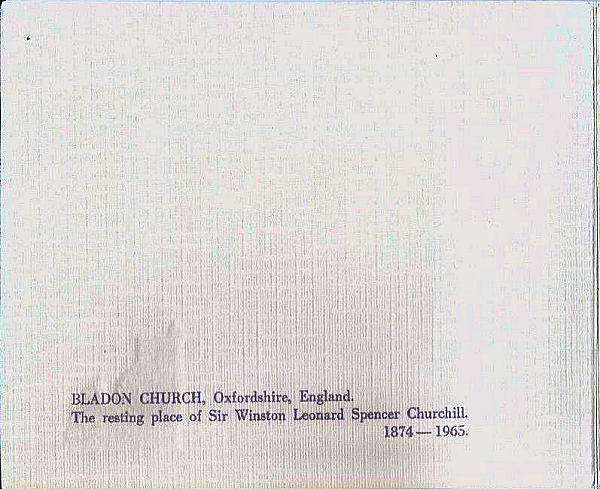 BLADON CHURCH, Oxfordshire, England.
The resting place of Sir Winston Leonard Spencer Churchill.
1874 — 1965.